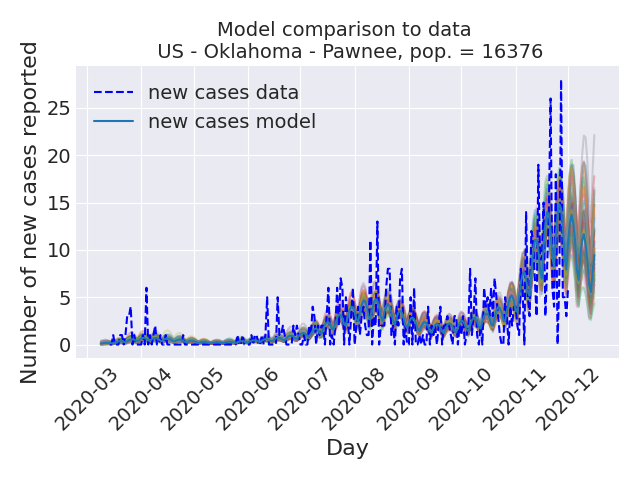 Model comparison to data
US - Oklahoma - Pawnee, pop. = 16376
Number of new cases reported
25
20
15
10
5
0
new cases data
new cases model
2020-03
2020-04
2020-05
2020-06
2020-07
2020-08
2020-09
2020-10
2020-11
2020-12
Day